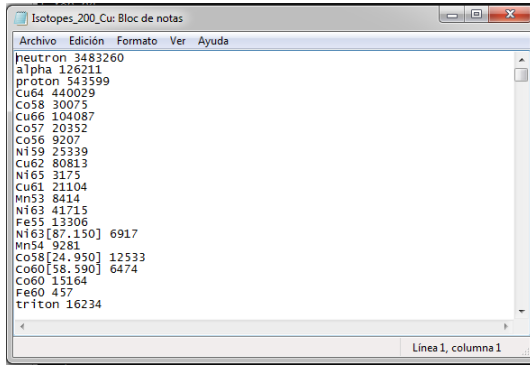 Isotopes_200_Cu: Bloc de notas
Archivo Edición Formato Ver Ayuda
neutron 3483260
alpha 126211
proton 543599
Cu64 440029
Co58 30075
Cu66 104087
Co57 20352
Co56 9207
Ni59 25339
Cu62 80813
Ni65 3175
Cu61 21104
Mn53 8414
Ni63 41715
Fe55 13306
Ni63[87.150] 6917
Mn54 9281
Co58[24.950] 12533
Co60[58.590] 6474
Co60 15164
Fe60 457
triton 16234
Línea 1, columna 1